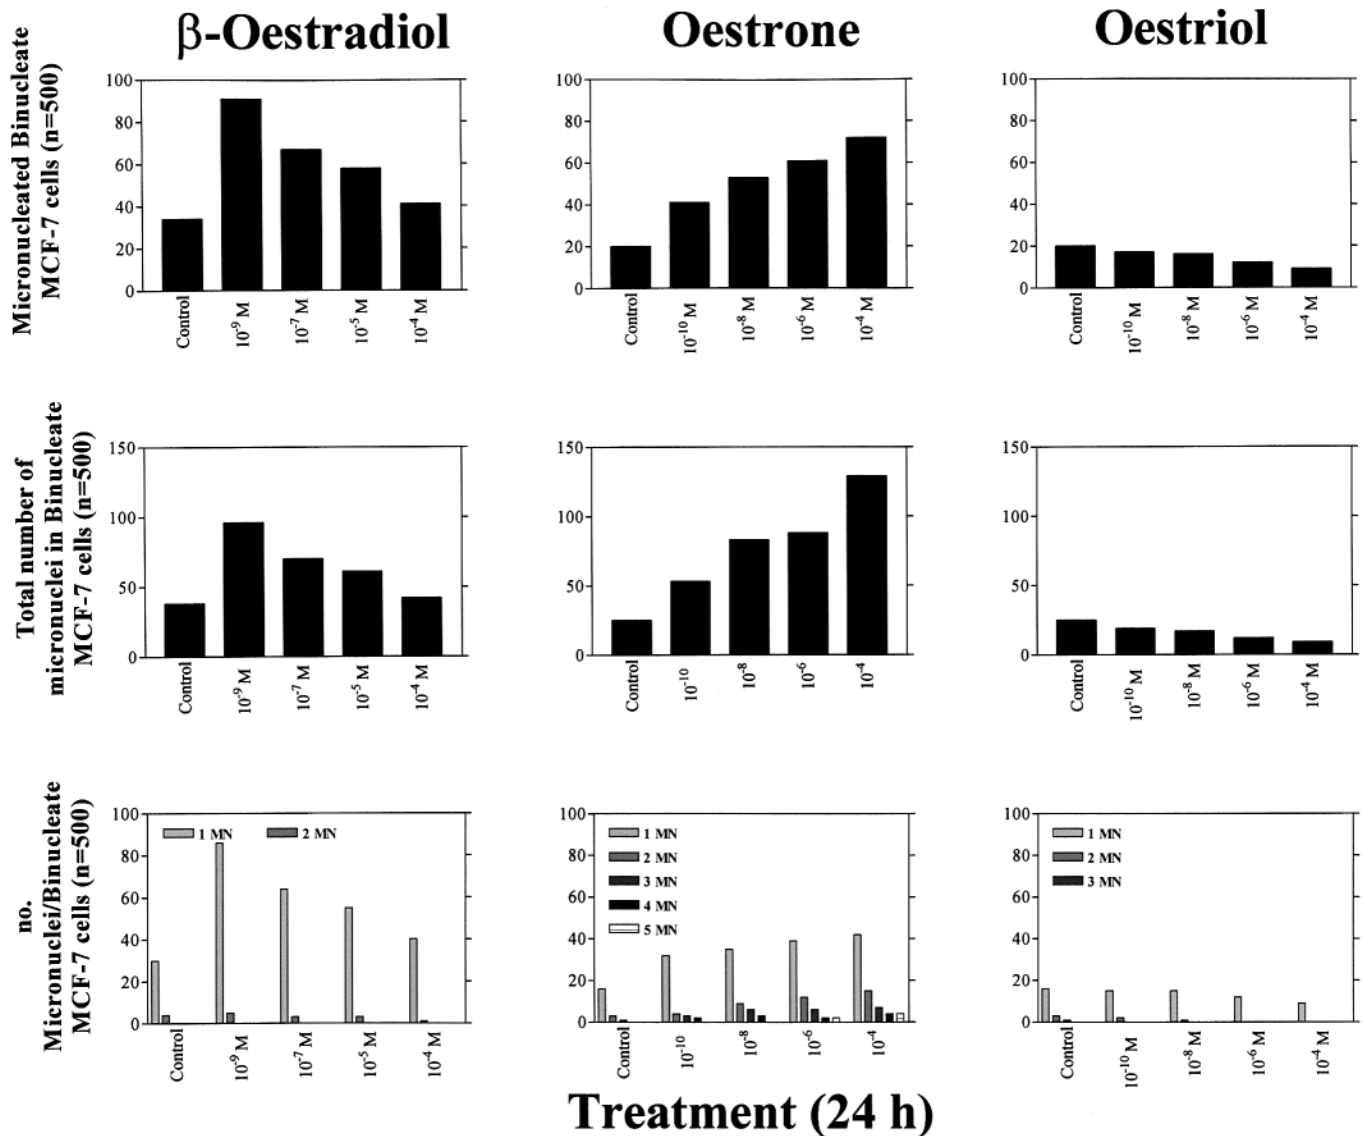 β-Oestradiol
Oestrone
Oestriol
Micronucleated Binucleate
MCF-7 cells (n=500)
100
80
60
40
20
0
Control
10⁻⁹ M
10⁻⁷ M
10⁻⁵ M
10⁻⁴ M
100
80
60
40
20
0
Control
10⁻¹⁰ M
10⁻⁸ M
10⁻⁶ M
10⁻⁴ M
100
80
60
40
20
0
Control
10⁻¹⁰ M
10⁻⁸ M
10⁻⁶ M
10⁻⁴ M
Total number of
micronuclei in Binucleate
MCF-7 cells (n=500)
150
100
50
0
Control
10⁻⁹ M
10⁻⁷ M
10⁻⁵ M
10⁻⁴ M
150
100
50
0
Control
10⁻¹⁰
10⁻⁸
10⁻⁶
10⁻⁴
150
100
50
0
Control
10⁻¹⁰ M
10⁻⁸ M
10⁻⁶ M
10⁻⁴ M
no.
Micronuclei/Binucleate
MCF-7 cells (n=500)
100
80
60
40
20
0
1 MN
2 MN
Control
10⁻⁹ M
10⁻⁷ M
10⁻⁵ M
10⁻⁴ M
100
80
60
40
20
0
1 MN
2 MN
3 MN
4 MN
5 MN
Control
10⁻¹⁰
10⁻⁸
10⁻⁶
10⁻⁴
100
80
60
40
20
0
1 MN
2 MN
3 MN
Control
10⁻¹⁰ M
10⁻⁸ M
10⁻⁶ M
10⁻⁴ M
Treatment (24 h)